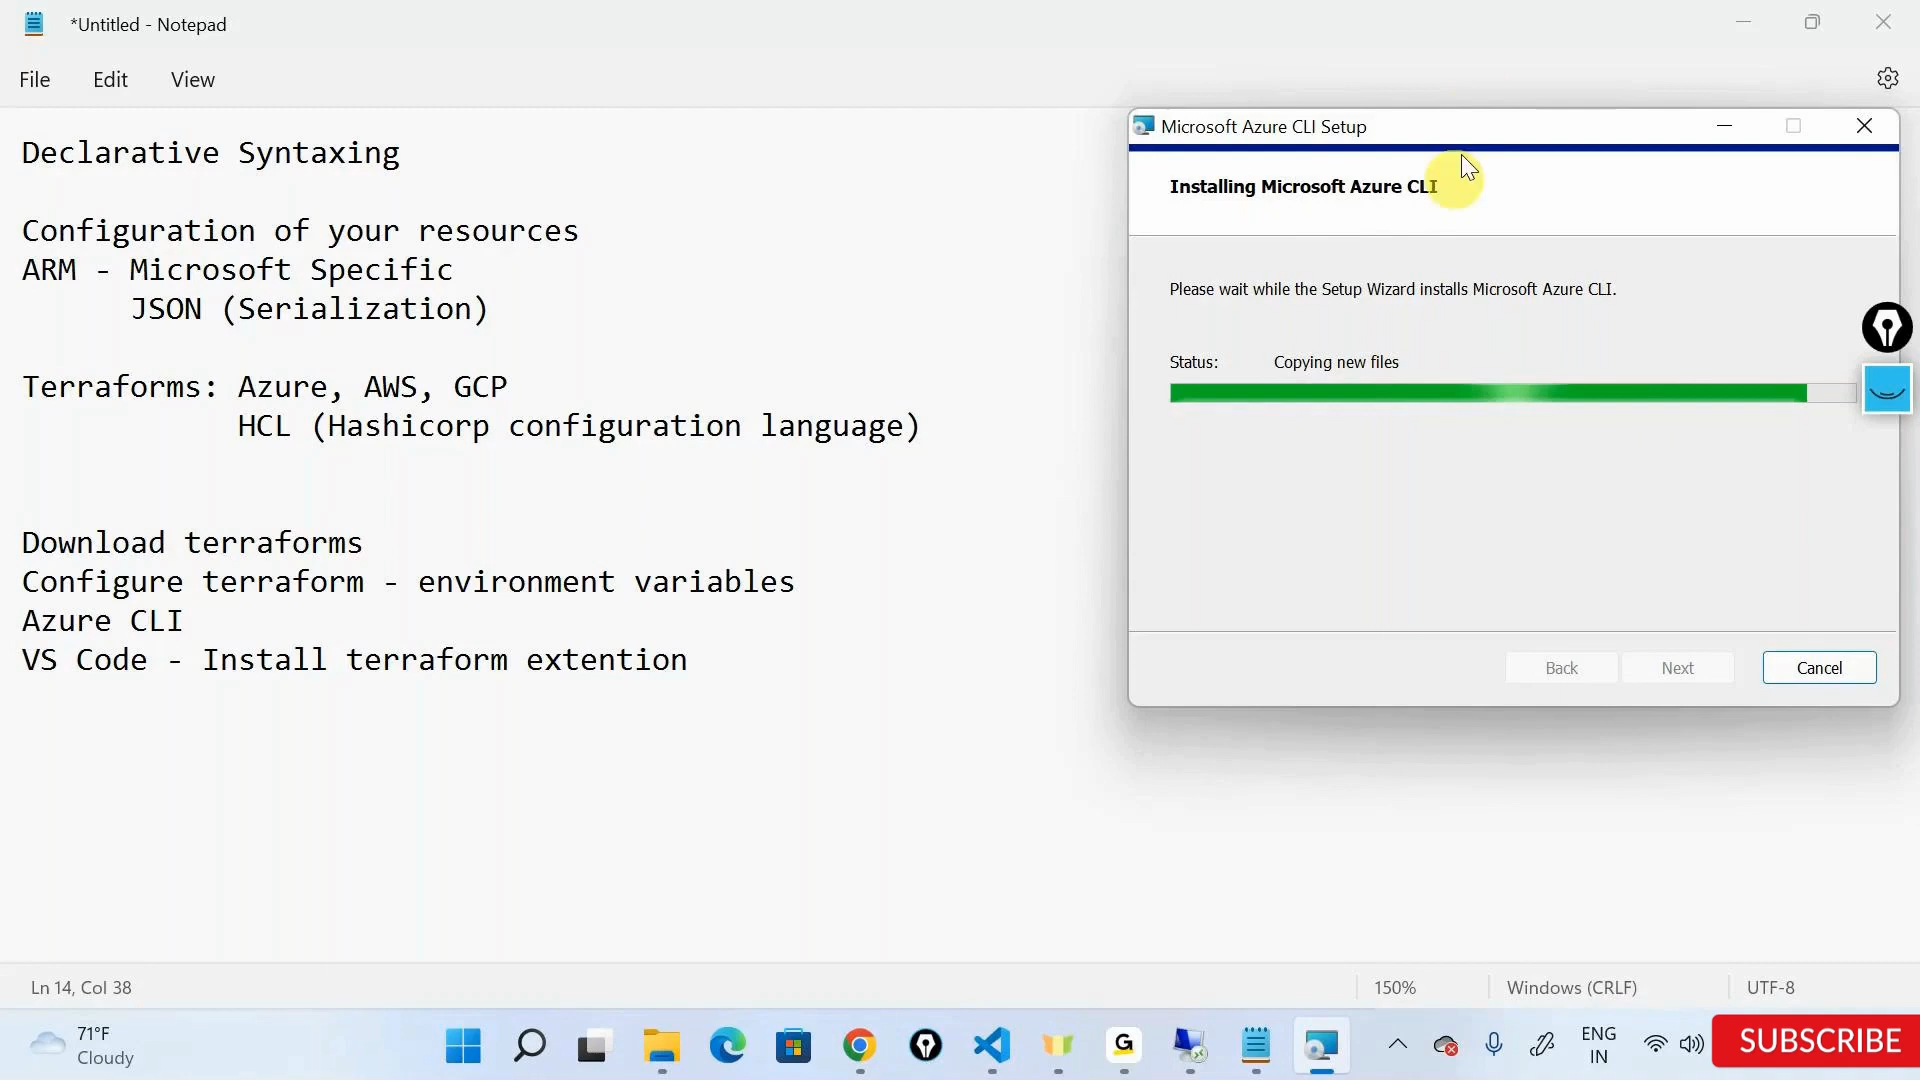 *Untitled - Notepad
File Edit View
Declarative Syntaxing
Configuration of your resources
ARM - Microsoft Specific
JSON (Serialization)
Terraforms: Azure, AWS, GCP
HCL (Hashicorp configuration language)
Download terraforms
Configure terraform - environment variables
Azure CLI
VS Code - Install terraform extention
Microsoft Azure CLI Setup
Installing Microsoft Azure CLI
Please wait while the Setup Wizard installs Microsoft Azure CLI.
Status: Copying new files
Back Next Cancel
Ln 14, Col 38 150% Windows (CRLF) UTF-8
71°F
Cloudy
G
ENG
IN
SUBSCRIBE